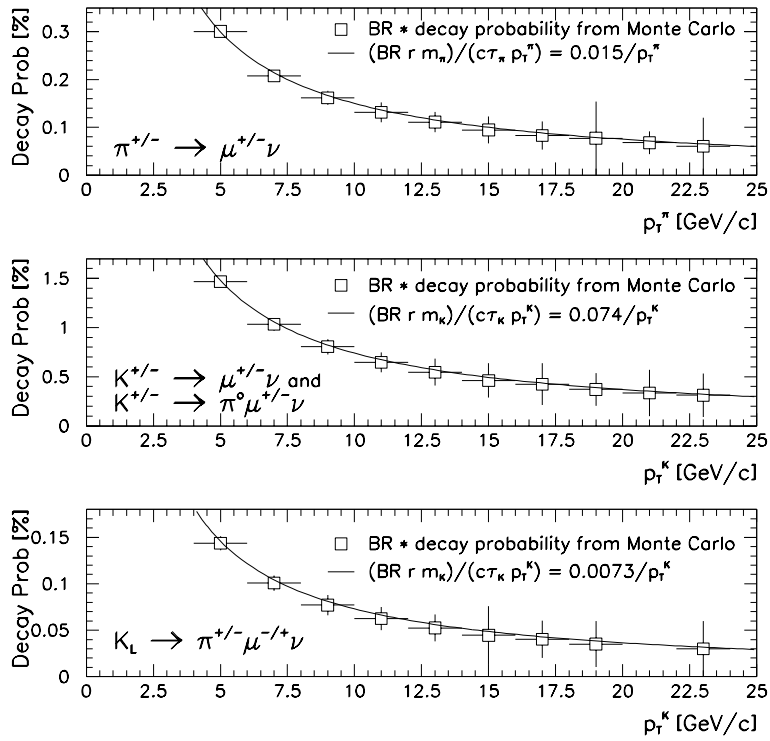 Decay Prob [%]
0.3
0.2
0.1
0
□ BR * decay probability from Monte Carlo
— (BR r m_π)/(cτ_π p_T^π) = 0.015/p_T^π
π^+/- → μ^+/- ν
0 2.5 5 7.5 10 12.5 15 17.5 20 22.5 25
p_T^π [GeV/c]
Decay Prob [%]
1.5
1
0.5
0
□ BR * decay probability from Monte Carlo
— (BR r m_K)/(cτ_K p_T^K) = 0.074/p_T^K
K^+/- → μ^+/- ν and
K^+/- → π^o μ^+/- ν
0 2.5 5 7.5 10 12.5 15 17.5 20 22.5 25
p_T^K [GeV/c]
Decay Prob [%]
0.15
0.1
0.05
0
□ BR * decay probability from Monte Carlo
— (BR r m_K)/(cτ_K p_T^K) = 0.0073/p_T^K
K_L → π^+/- μ^-/+ ν
0 2.5 5 7.5 10 12.5 15 17.5 20 22.5 25
p_T^K [GeV/c]